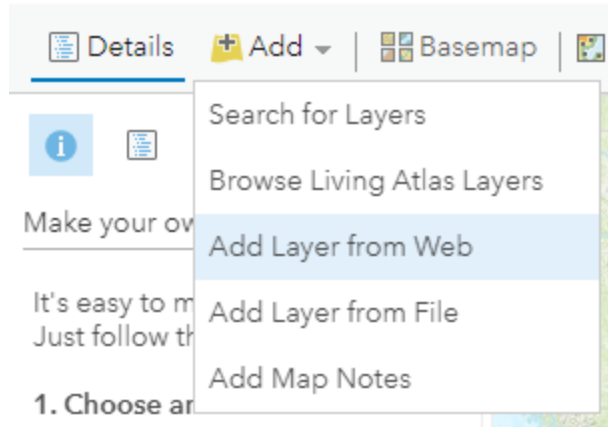 Details Add Basemap
Search for Layers
Browse Living Atlas Layers
Make your ow
Add Layer from Web
It's easy to m
Add Layer from File
Just follow th
Add Map Notes
1. Choose an